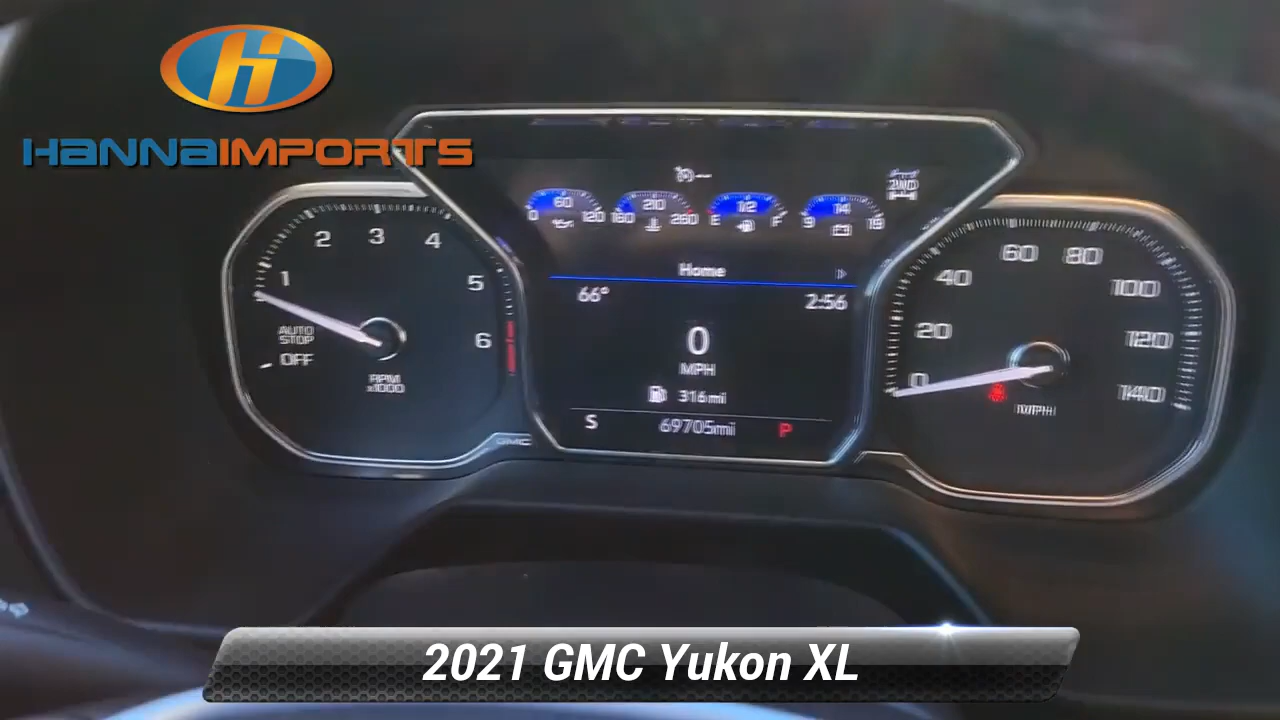 H
HANNAIMPORTS
2WD
60
0 120
210
160 260
1/2
E F
14
9 19
Home
66° 2:56
0
MPH
316mi
S 69705mi P
GMC
1 2 3 4 5 6
AUTO
STOP
OFF
RPM
x1000
0 20 40 60 80 100 120 140
MPH
2021 GMC Yukon XL